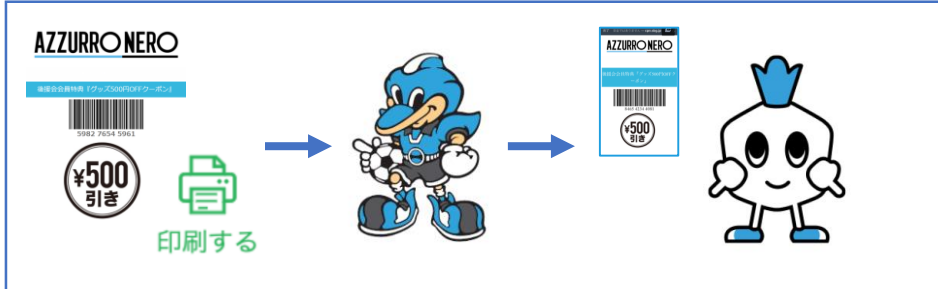 AZZURRO NERO
後援会会員特典『グッズ500円OFFクーポン』
5982 7654 5961
¥500
引き
印刷する
AZZURRO NERO
¥500
引き